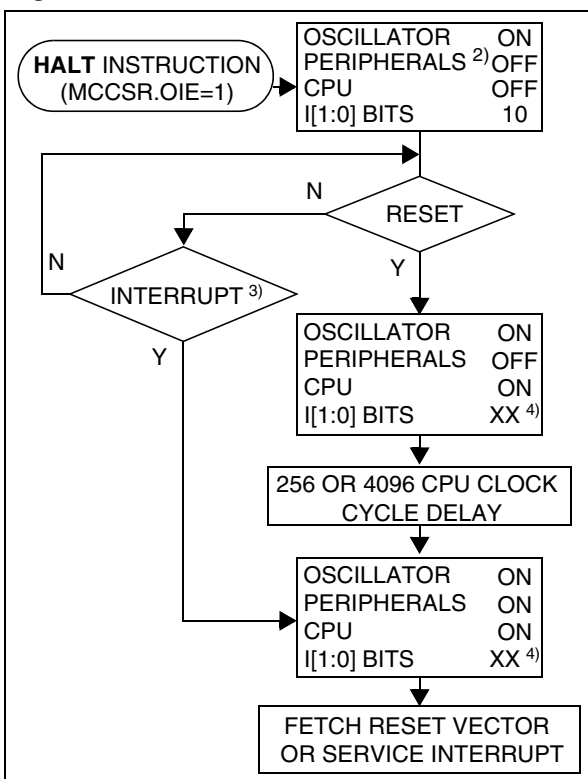 HALT INSTRUCTION
(MCCSR.OIE=1)
OSCILLATOR ON
PERIPHERALS 2) OFF
CPU OFF
I[1:0] BITS 10
N
RESET
N
INTERRUPT 3)
Y
Y
OSCILLATOR ON
PERIPHERALS OFF
CPU ON
I[1:0] BITS XX 4)
256 OR 4096 CPU CLOCK
CYCLE DELAY
OSCILLATOR ON
PERIPHERALS ON
CPU ON
I[1:0] BITS XX 4)
FETCH RESET VECTOR
OR SERVICE INTERRUPT